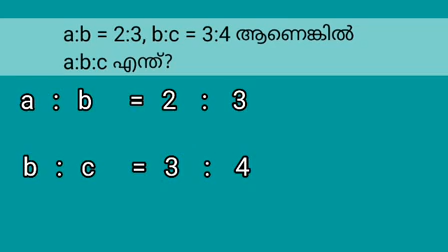 a:b = 2:3, b:c = 3:4 ആണെങ്കിൽ
a:b:c എന്ത്?
a : b = 2 : 3
b : c = 3 : 4